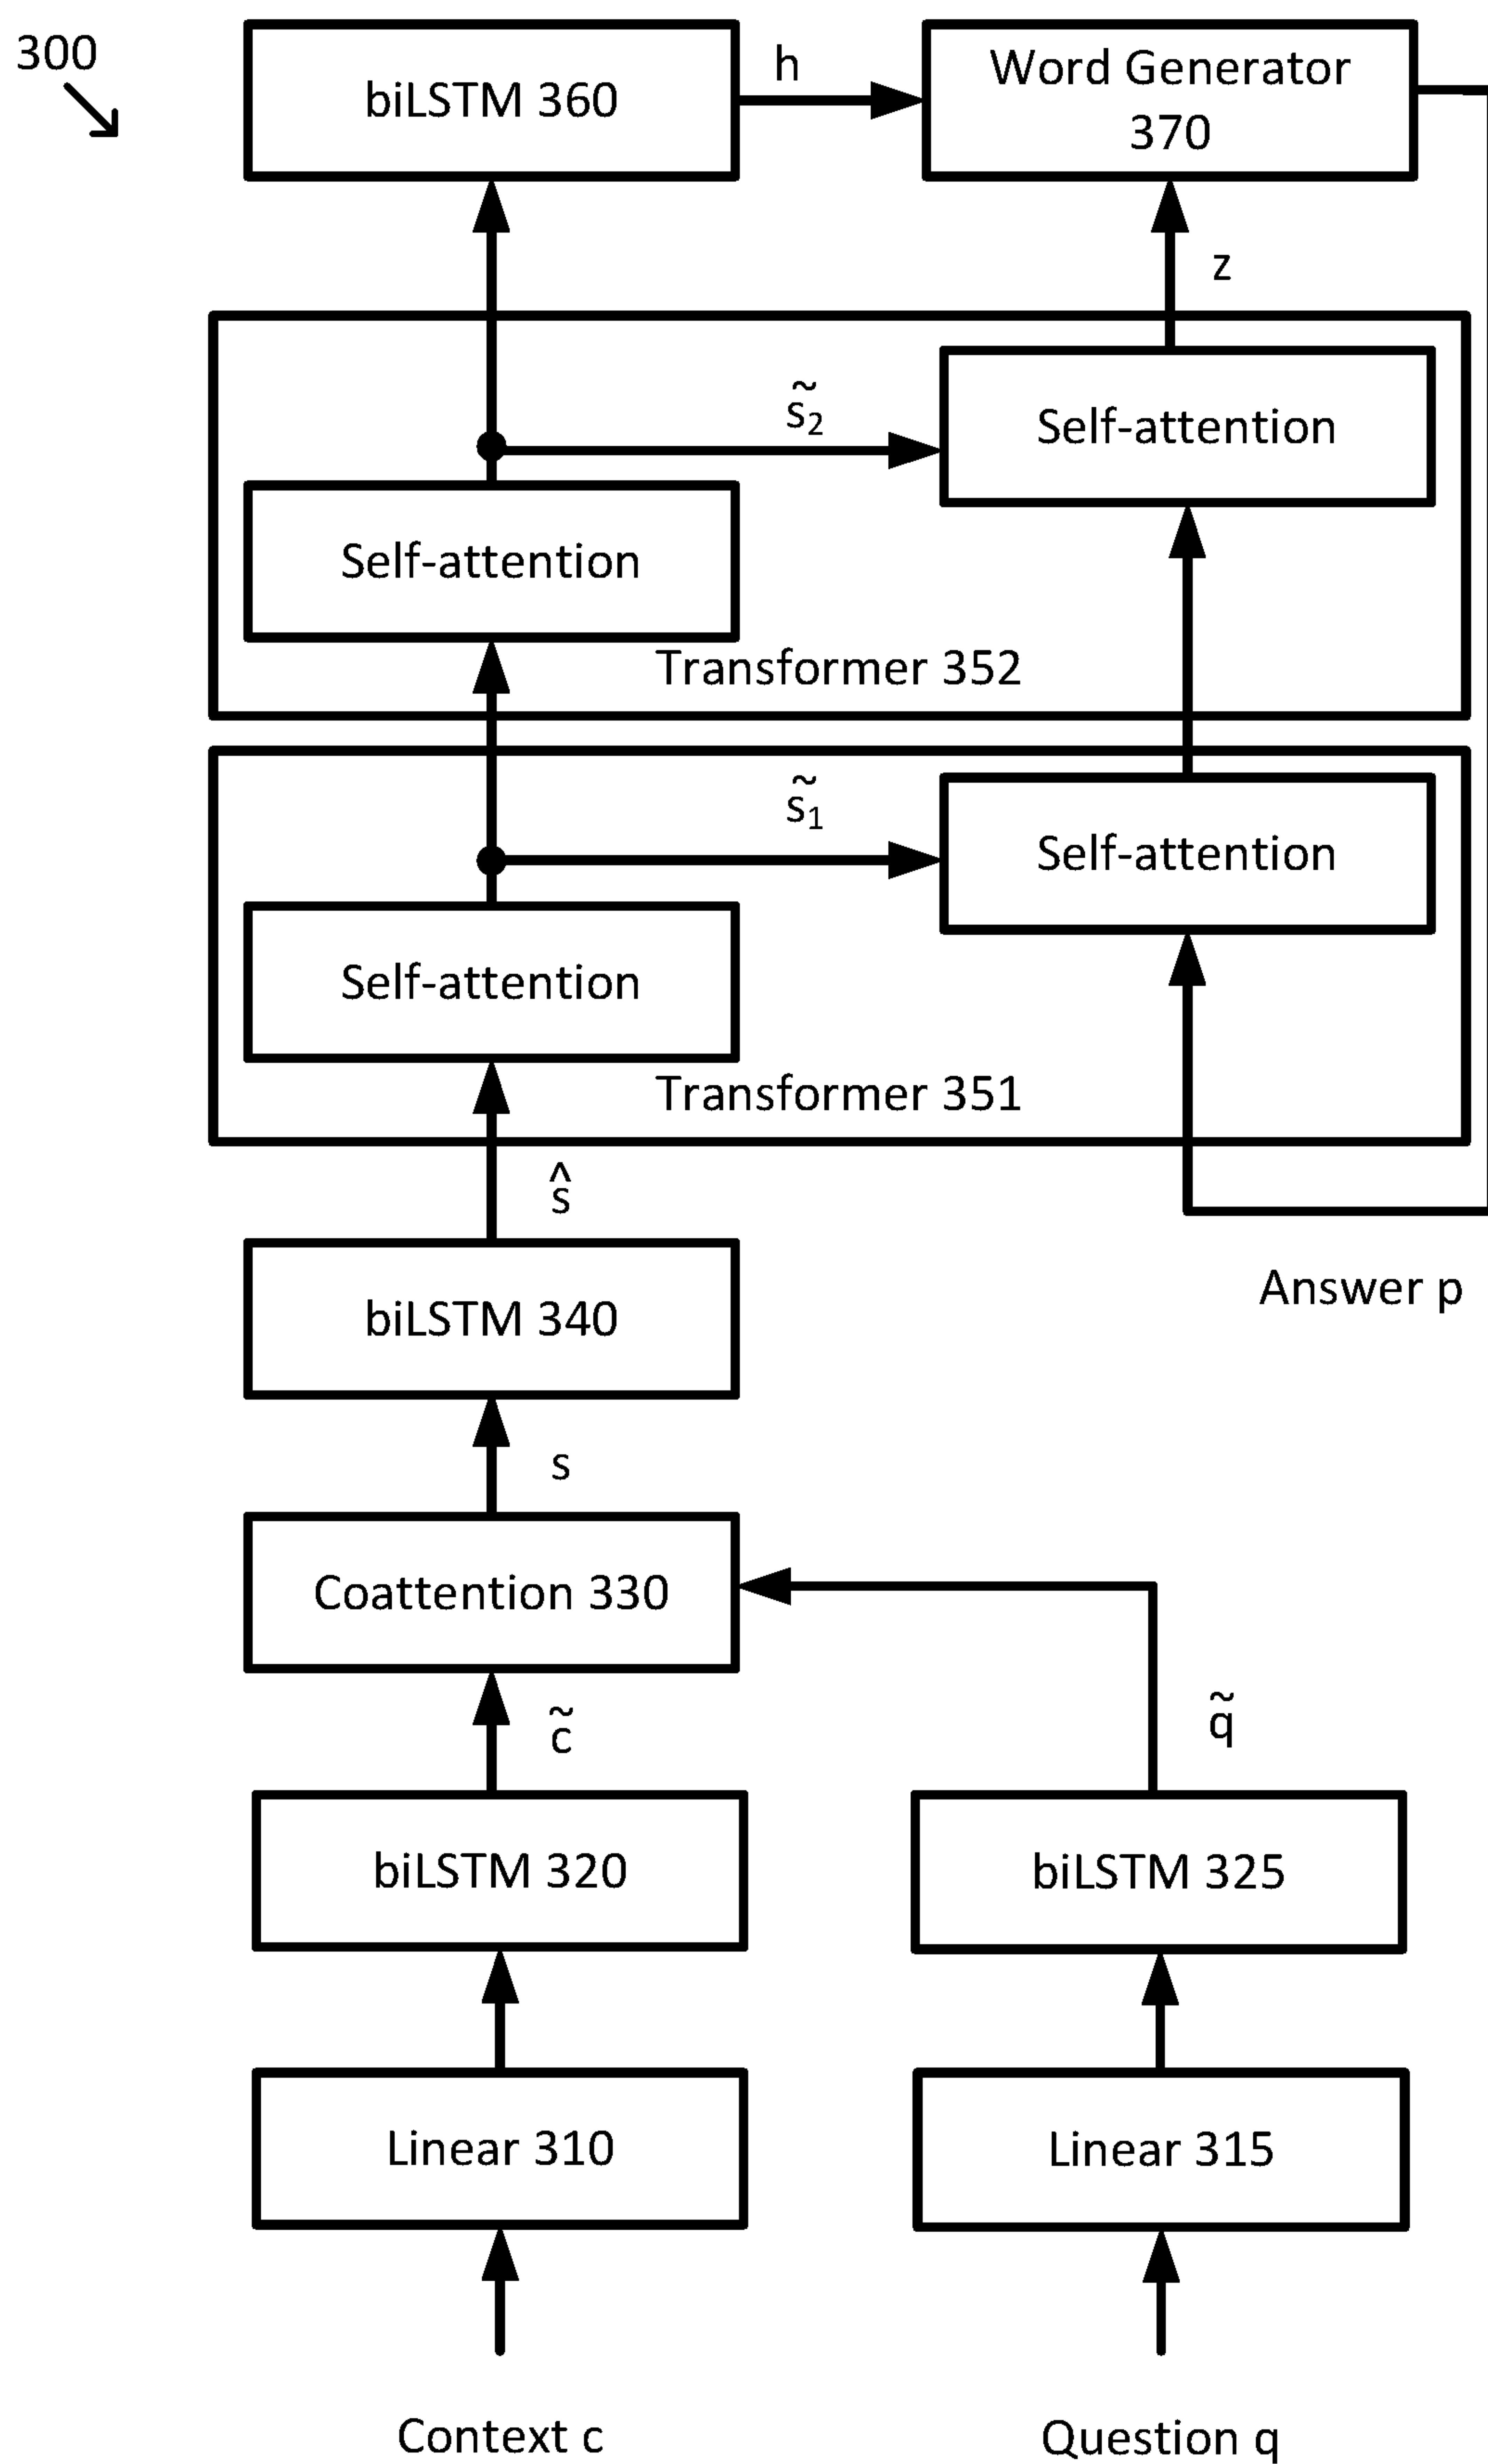 300
biLSTM 360
h
Word Generator
370
z
s̃₂
Self-attention
Self-attention
Transformer 352
s̃₁
Self-attention
Self-attention
Transformer 351
ŝ
biLSTM 340
Answer p
s
Coattention 330
c̃
q̃
biLSTM 320
biLSTM 325
Linear 310
Linear 315
Context c
Question q